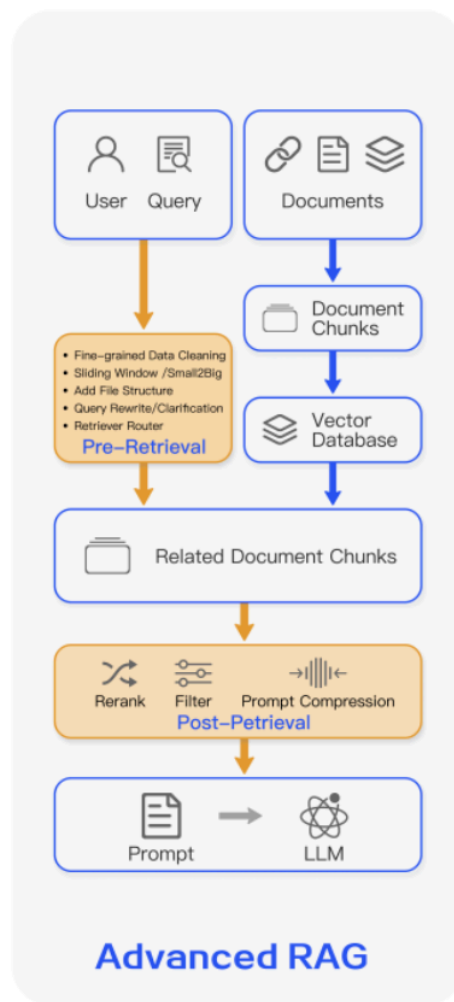 User Query
Documents
Document
Chunks
• Fine-grained Data Cleaning
• Sliding Window /Small2Big
• Add File Structure
• Query Rewrite/Clarification
• Retriever Router
Pre-Retrieval
Vector
Database
Related Document Chunks
Rerank Filter Prompt Compression
Post-Petrieval
Prompt LLM
Advanced RAG